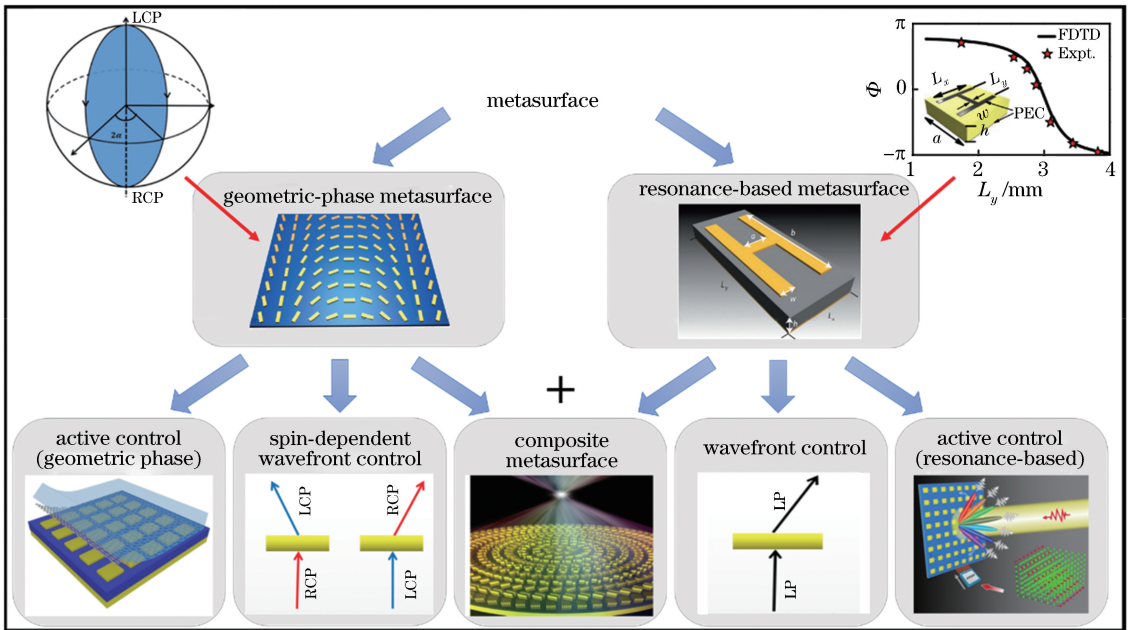 LCP
2α
RCP
metasurface
π
0
−π
Φ
FDTD
Expt.
Lx
Ly
w
h
a
PEC
1
2
3
4
Ly /mm
geometric-phase metasurface
resonance-based metasurface
a
b
w
Ly
h
+
active control
(geometric phase)
spin-dependent
wavefront control
LCP
RCP
RCP
LCP
composite
metasurface
wavefront control
LP
LP
active control
(resonance-based)